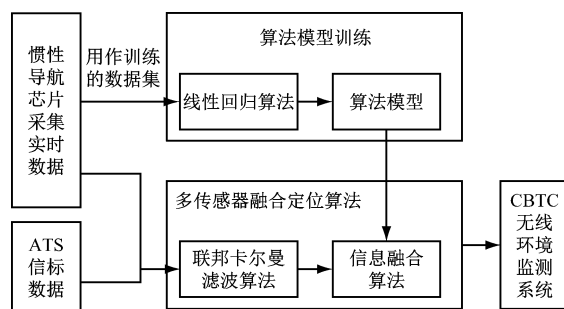 惯性
导航
芯片
采集
实时
数据
用作训练
的数据集
算法模型训练
线性回归算法
算法模型
ATS
信标
数据
多传感器融合定位算法
联邦卡尔曼
滤波算法
信息融合
算法
CBTC
无线
环境
监测
系统